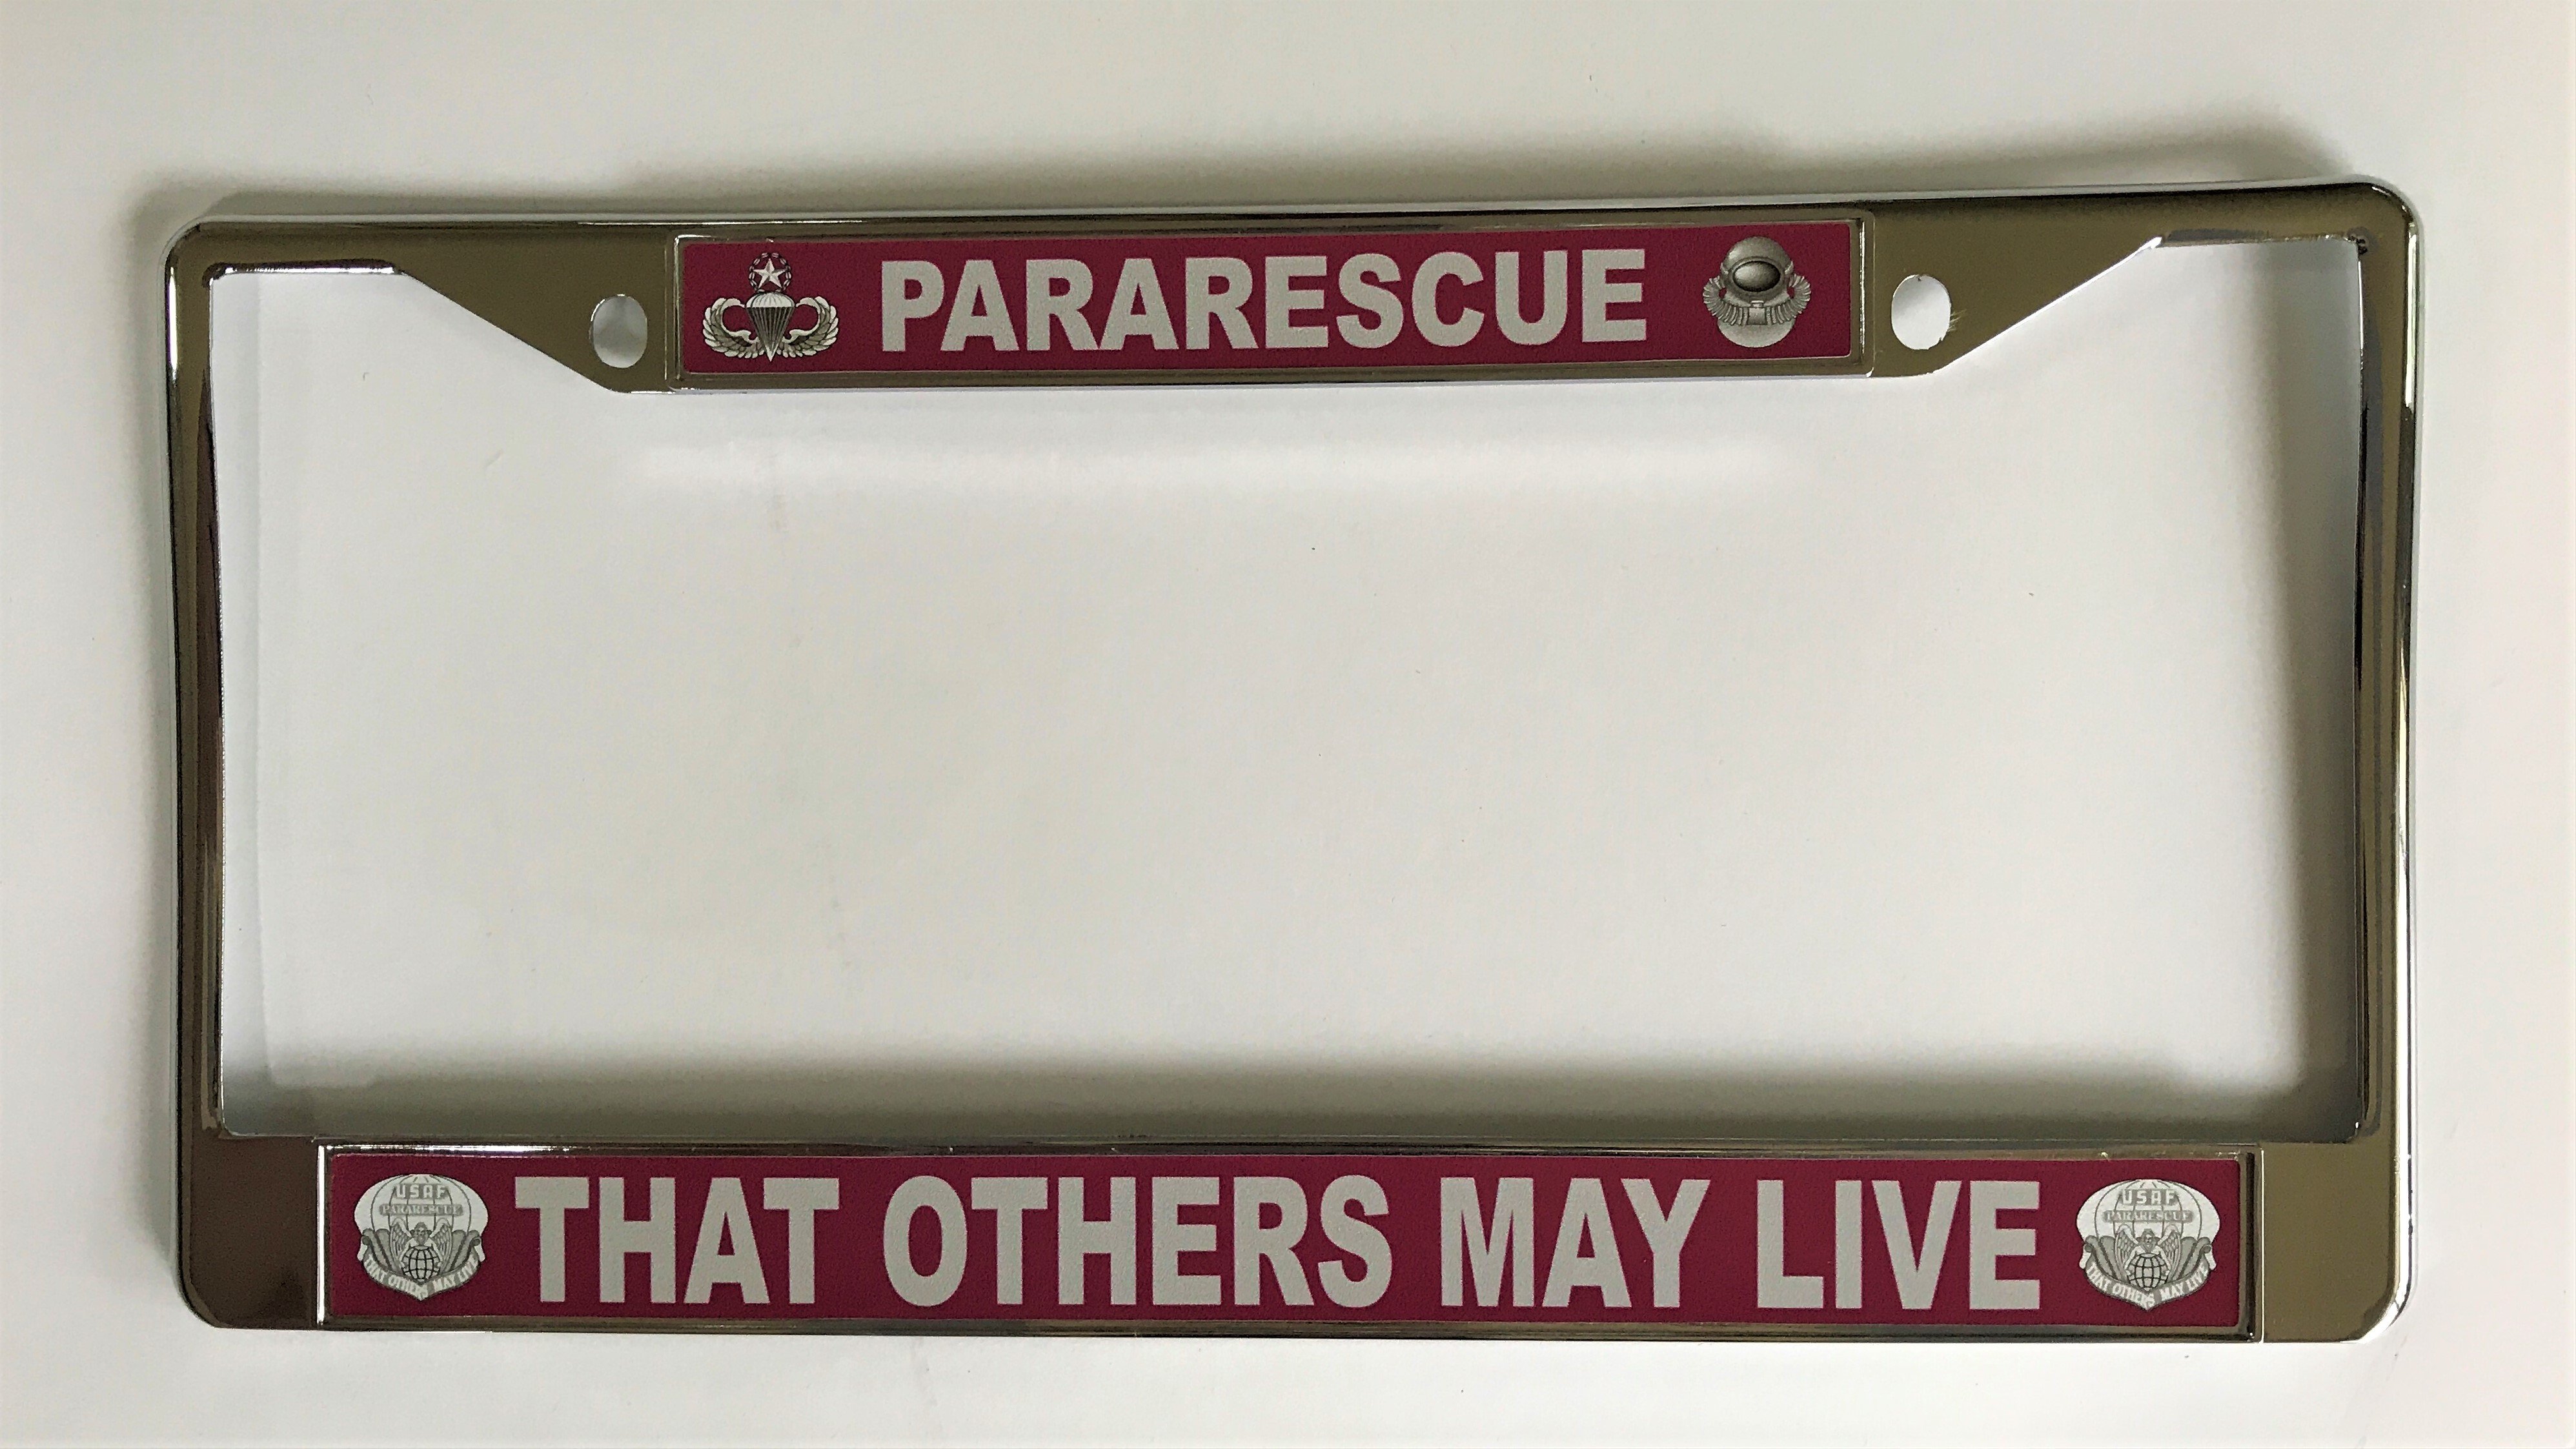 PARARESCUE
USAF
PARARESCUE
THAT OTHERS MAY LIVE
THAT OTHERS MAY LIVE
USAF
PARARESCUE
THAT OTHERS MAY LIVE